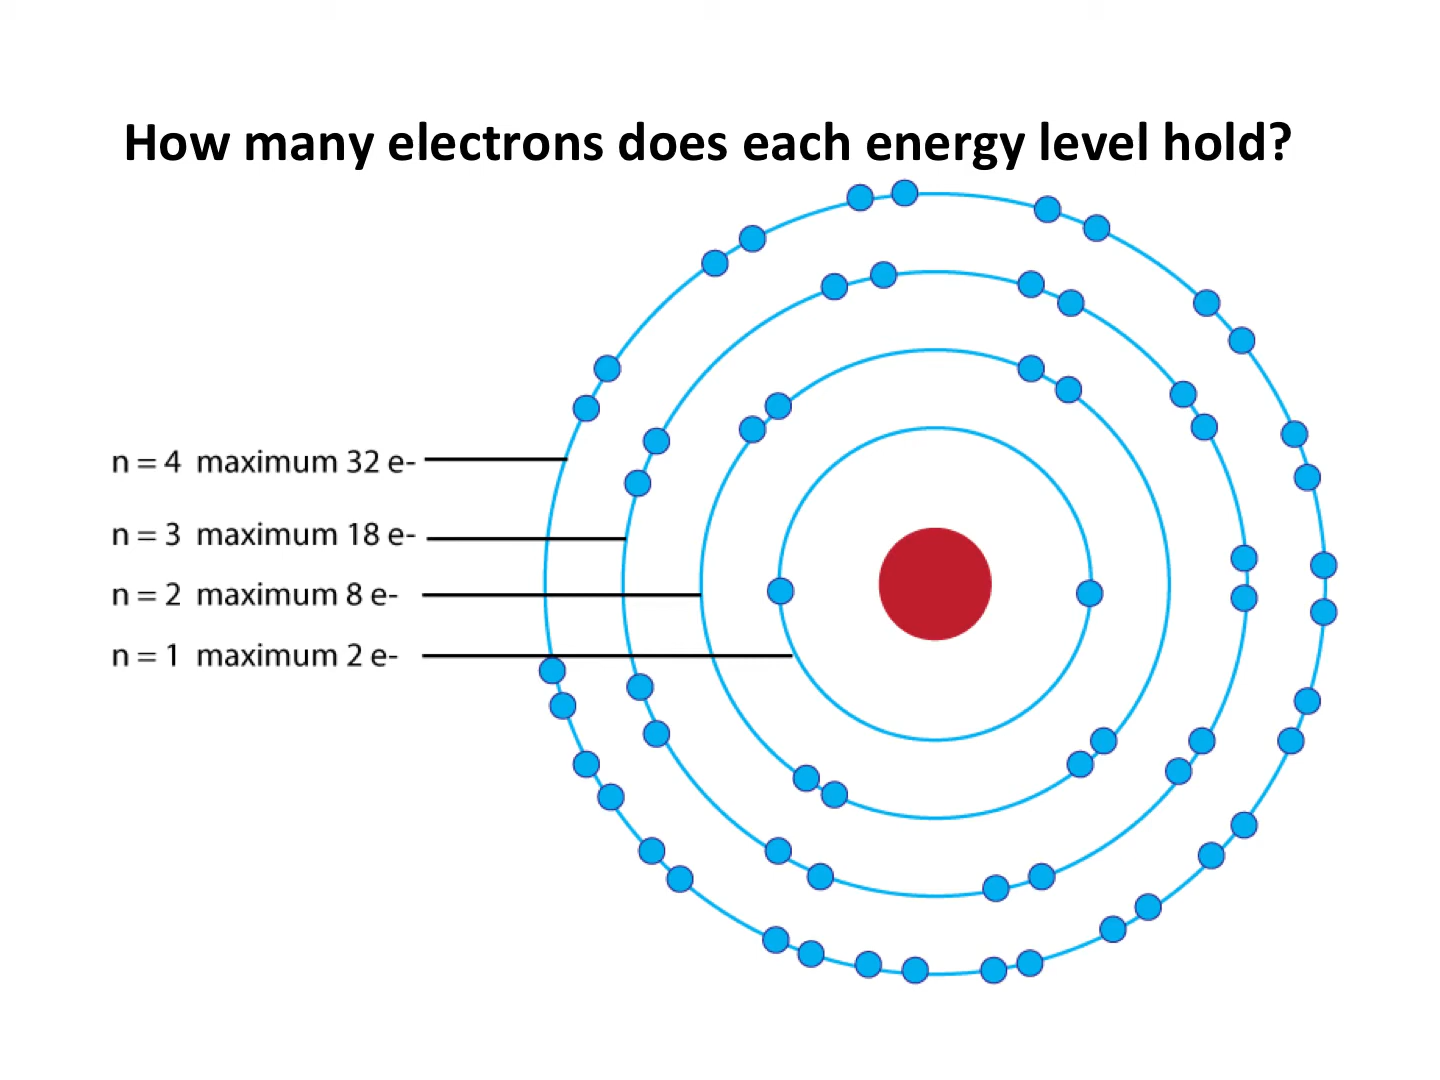 How many electrons does each energy level hold?
n = 4 maximum 32 e-
n = 3 maximum 18 e-
n = 2 maximum 8 e-
n = 1 maximum 2 e-